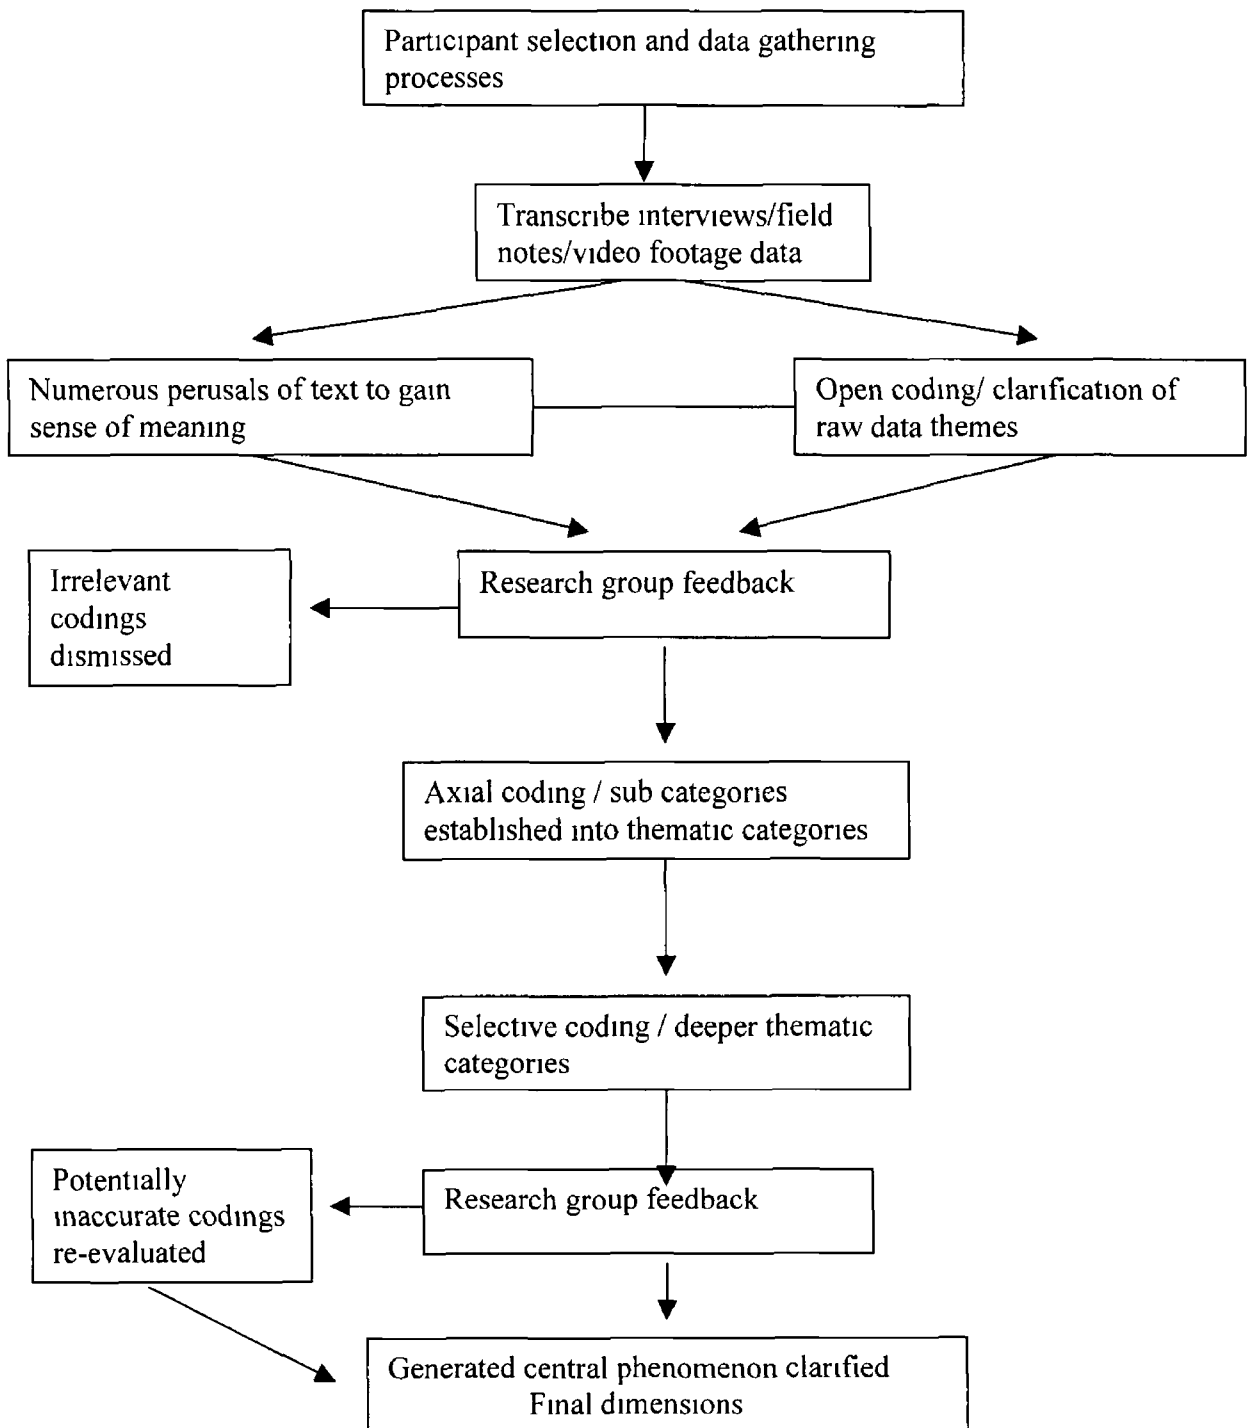 Participant selection and data gathering
processes
Transcribe interviews/field
notes/video footage data
Numerous perusals of text to gain
sense of meaning
Open coding/ clarification of
raw data themes
Research group feedback
Irrelevant
codings
dismissed
Axial coding / sub categories
established into thematic categories
Selective coding / deeper thematic
categories
Research group feedback
Potentially
inaccurate codings
re-evaluated
Generated central phenomenon clarified
Final dimensions